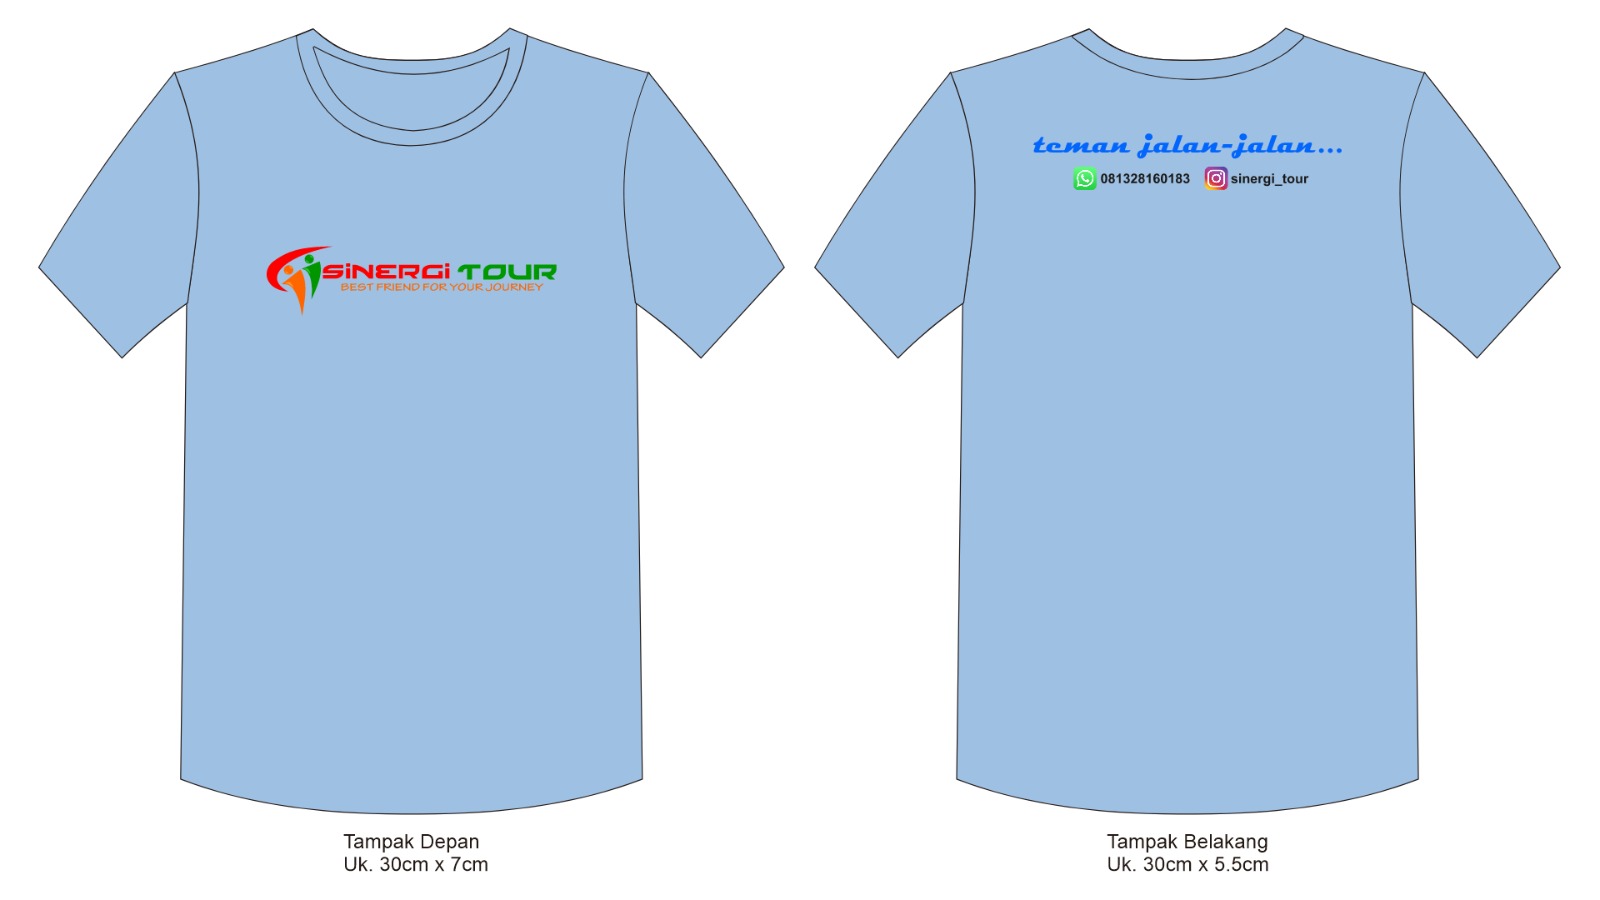 SiNERGi TOUR
BEST FRIEND FOR YOUR JOURNEY
teman jalan-jalan...
081328160183 sinergi_tour
Tampak Depan
Uk. 30cm x 7cm
Tampak Belakang
Uk. 30cm x 5.5cm